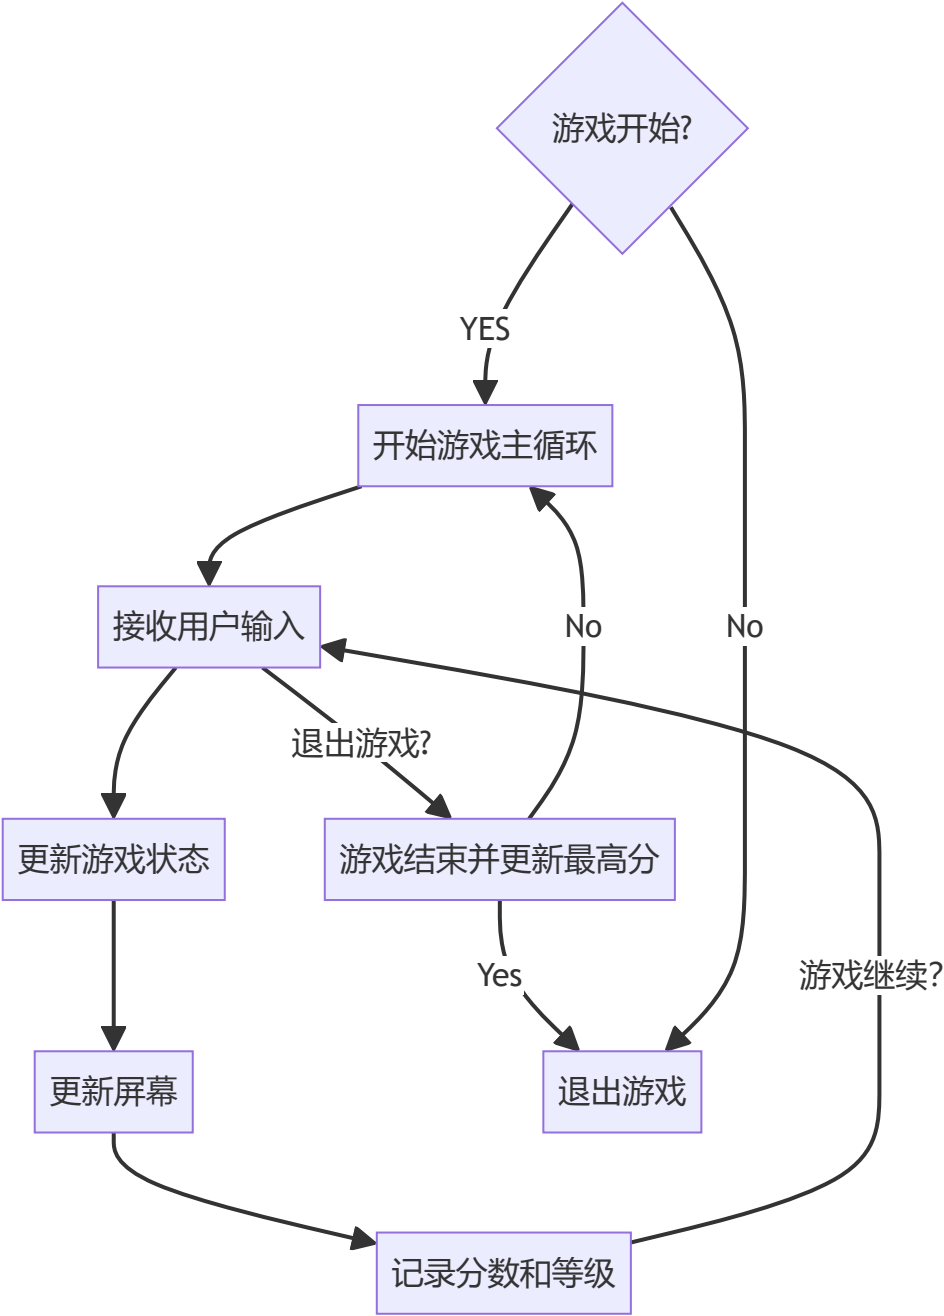 游戏开始?
YES
开始游戏主循环
接收用户输入
No
No
退出游戏?
更新游戏状态
游戏结束并更新最高分
Yes
游戏继续?
更新屏幕
退出游戏
记录分数和等级